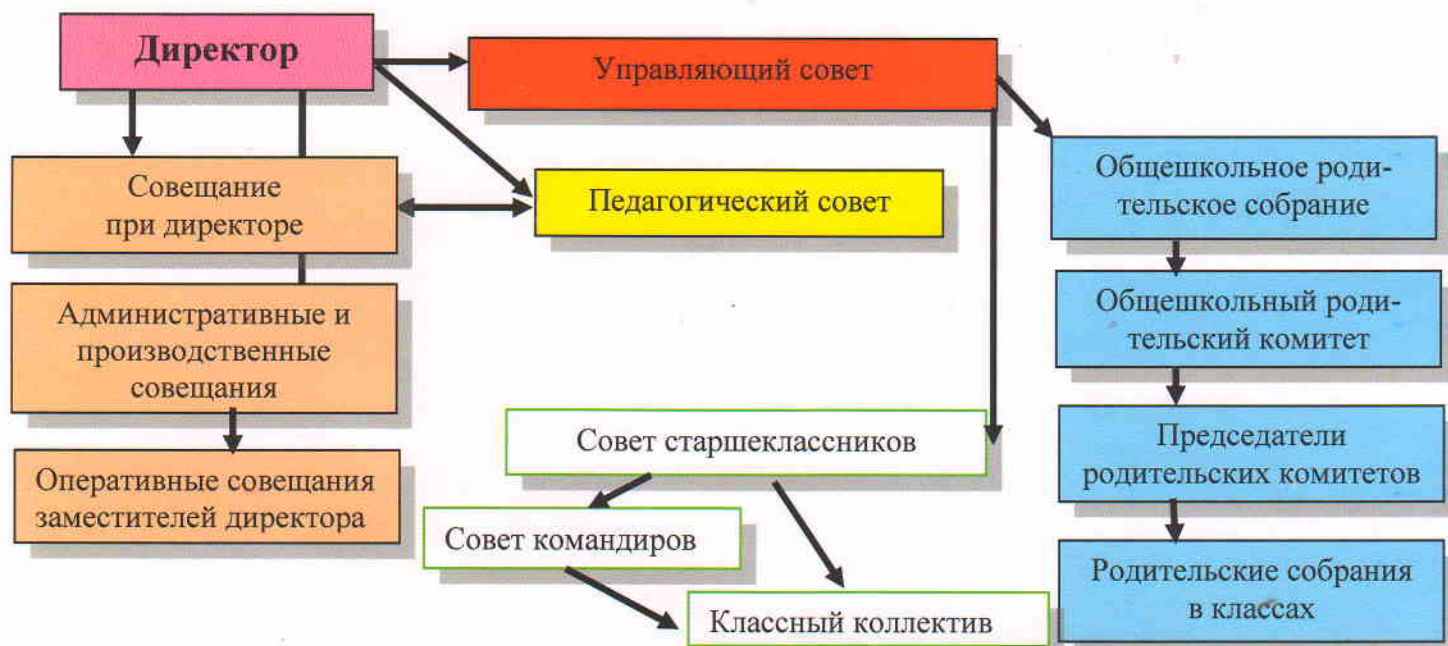 Директор
Управляющий совет
Совещание
при директоре
Педагогический совет
Общешкольное роди-
тельское собрание
Административные и
производственные
совещания
Общешкольный роди-
тельский комитет
Совет старшеклассников
Председатели
родительских комитетов
Оперативные совещания
заместителей директора
Совет командиров
Родительские собрания
в классах
Классный коллектив